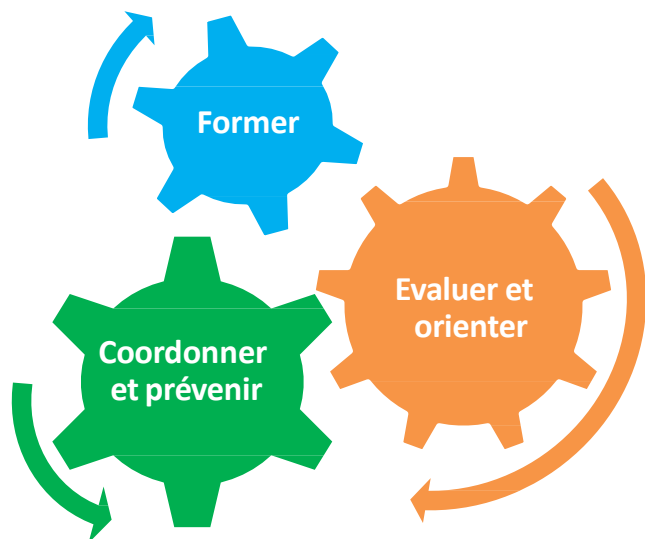 Former
Evaluer et
orienter
Coordonner
et prévenir